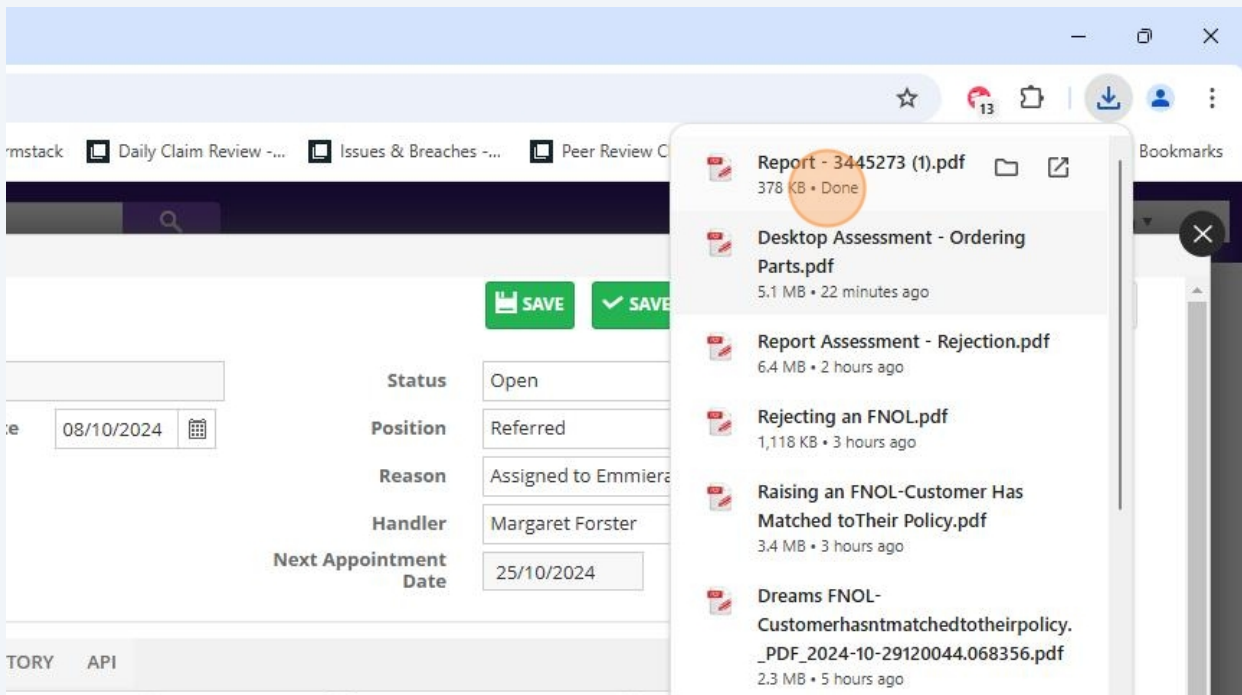 13
rmstack Daily Claim Review -... Issues & Breaches -... Peer Review C Bookmarks
Report - 3445273 (1).pdf
378 KB • Done
Desktop Assessment - Ordering
Parts.pdf
5.1 MB • 22 minutes ago
Report Assessment - Rejection.pdf
6.4 MB • 2 hours ago
Rejecting an FNOL.pdf
1,118 KB • 3 hours ago
Raising an FNOL-Customer Has
Matched toTheir Policy.pdf
3.4 MB • 3 hours ago
Dreams FNOL-
Customerhasntmatchedtotheirpolicy.
_PDF_2024-10-29120044.068356.pdf
2.3 MB • 5 hours ago
SAVE SAVE
Status Open
e 08/10/2024 Position Referred
Reason Assigned to Emmiera
Handler Margaret Forster
Next Appointment
Date 25/10/2024
TORY API